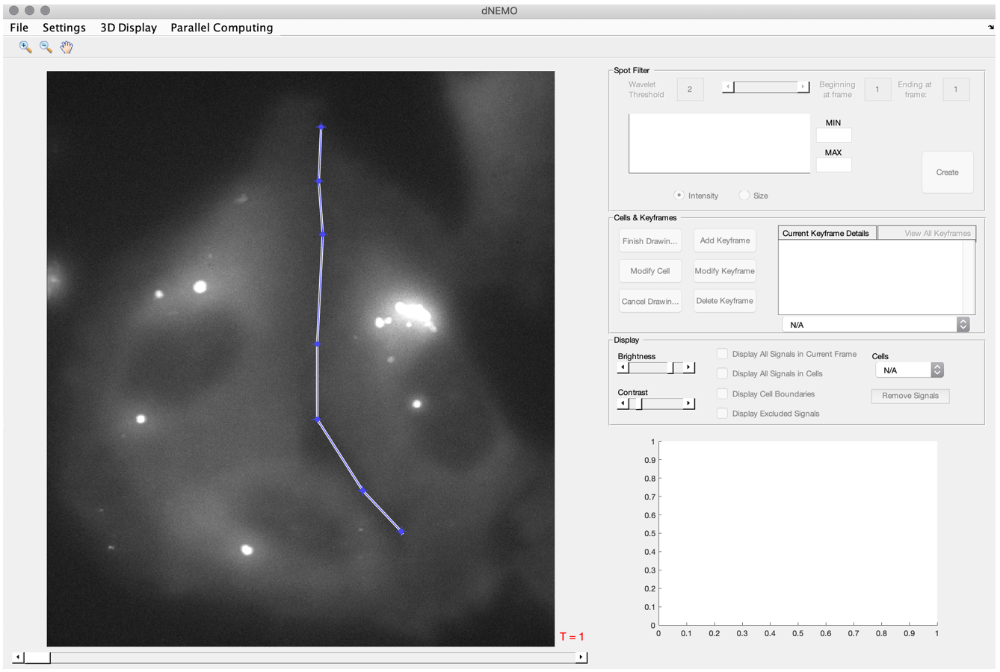 dNEMO
File Settings 3D Display Parallel Computing
Spot Filter
Wavelet
Threshold
2
Beginning
at frame
1
Ending at
frame:
1
MIN
MAX
Create
Intensity
Size
Cells & Keyframes
Finish Drawin...
Add Keyframe
Modify Cell
Modify Keyframe
Cancel Drawin...
Delete Keyframe
Current Keyframe Details
View All Keyframes
N/A
Display
Brightness
Contrast
Display All Signals in Current Frame
Display All Signals in Cells
Display Cell Boundaries
Display Excluded Signals
Cells
N/A
Remove Signals
1
0.9
0.8
0.7
0.6
0.5
0.4
0.3
0.2
0.1
0
0 0.1 0.2 0.3 0.4 0.5 0.6 0.7 0.8 0.9 1
T = 1